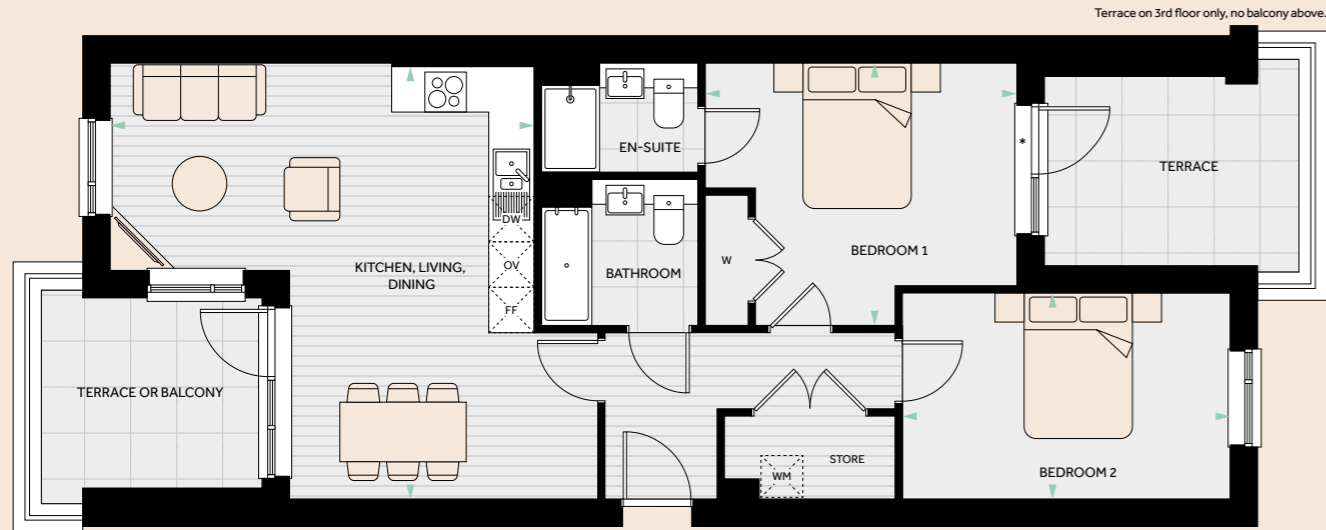 Terrace on 3rd floor only, no balcony above.
EN-SUITE
*
TERRACE
DW
BEDROOM 1
W
OV
KITCHEN, LIVING,
DINING
BATHROOM
FF
TERRACE OR BALCONY
STORE
WM
BEDROOM 2